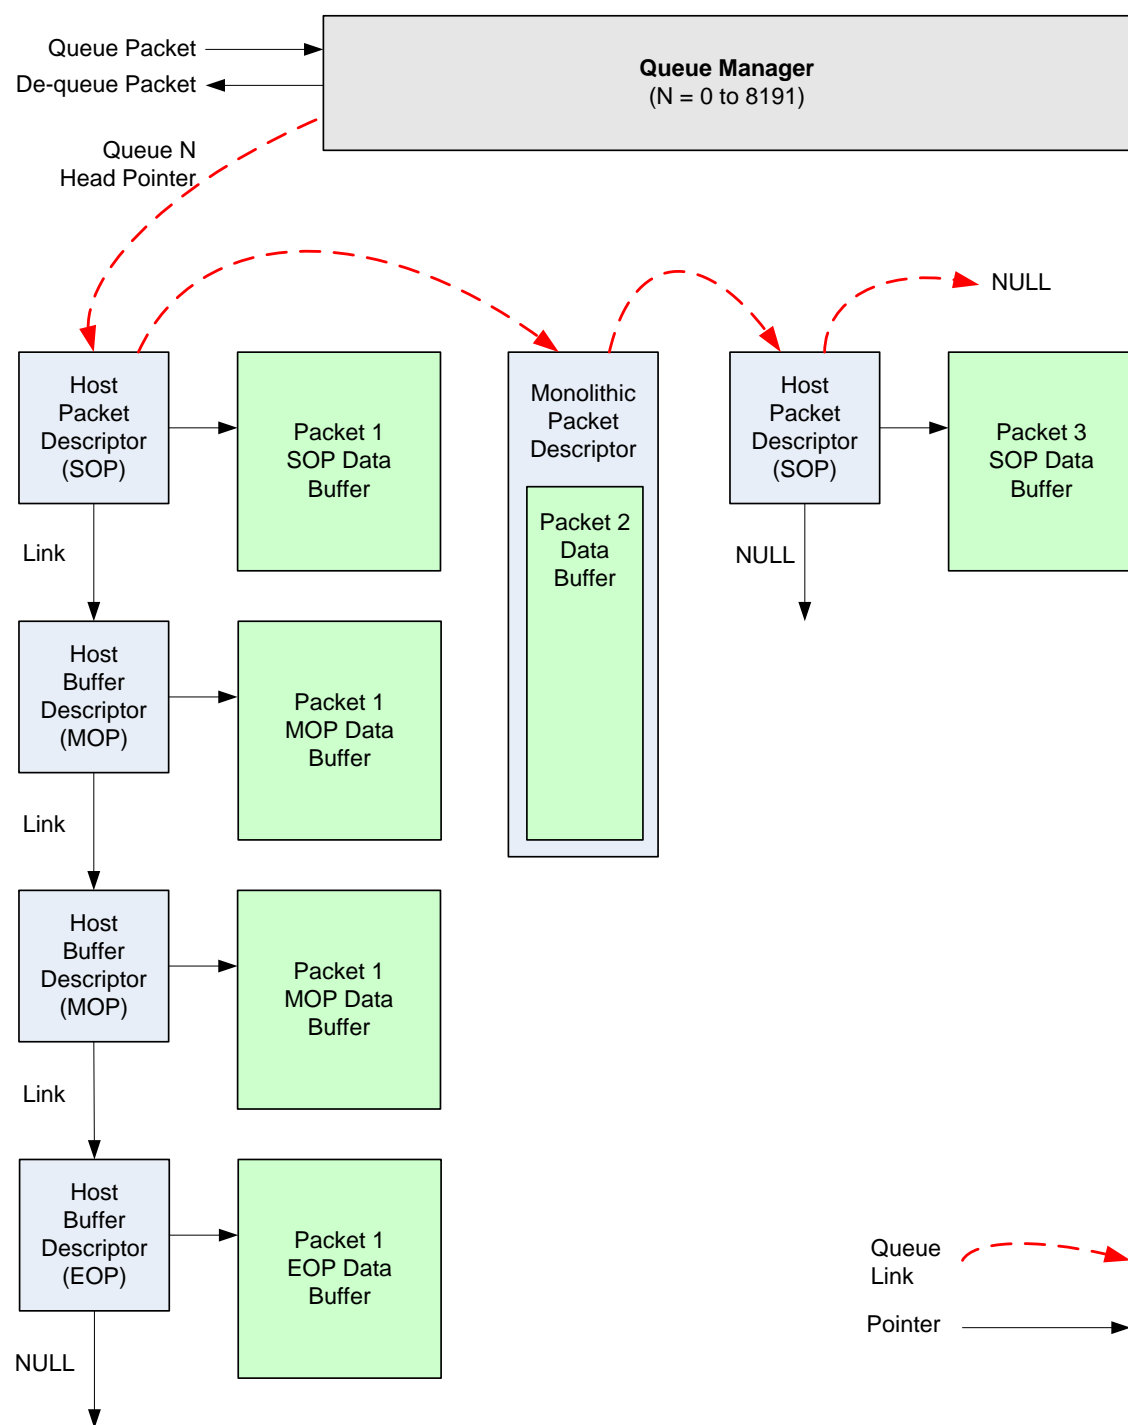 Queue Packet
De-queue Packet
Queue Manager
(N = 0 to 8191)
Queue N
Head Pointer
NULL
Host
Packet
Descriptor
(SOP)
Packet 1
SOP Data
Buffer
Monolithic
Packet
Descriptor
Packet 2
Data
Buffer
Host
Packet
Descriptor
(SOP)
Packet 3
SOP Data
Buffer
Link
NULL
Host
Buffer
Descriptor
(MOP)
Packet 1
MOP Data
Buffer
Link
Host
Buffer
Descriptor
(MOP)
Packet 1
MOP Data
Buffer
Link
Host
Buffer
Descriptor
(EOP)
Packet 1
EOP Data
Buffer
Queue
Link
Pointer
NULL